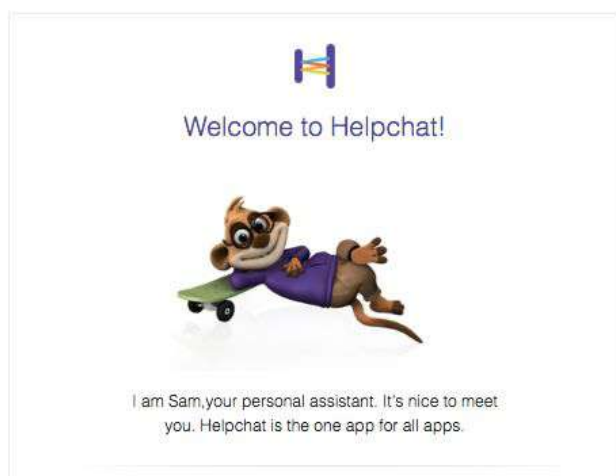 Welcome to Helpchat!
I am Sam,your personal assistant. It's nice to meet
you. Helpchat is the one app for all apps.